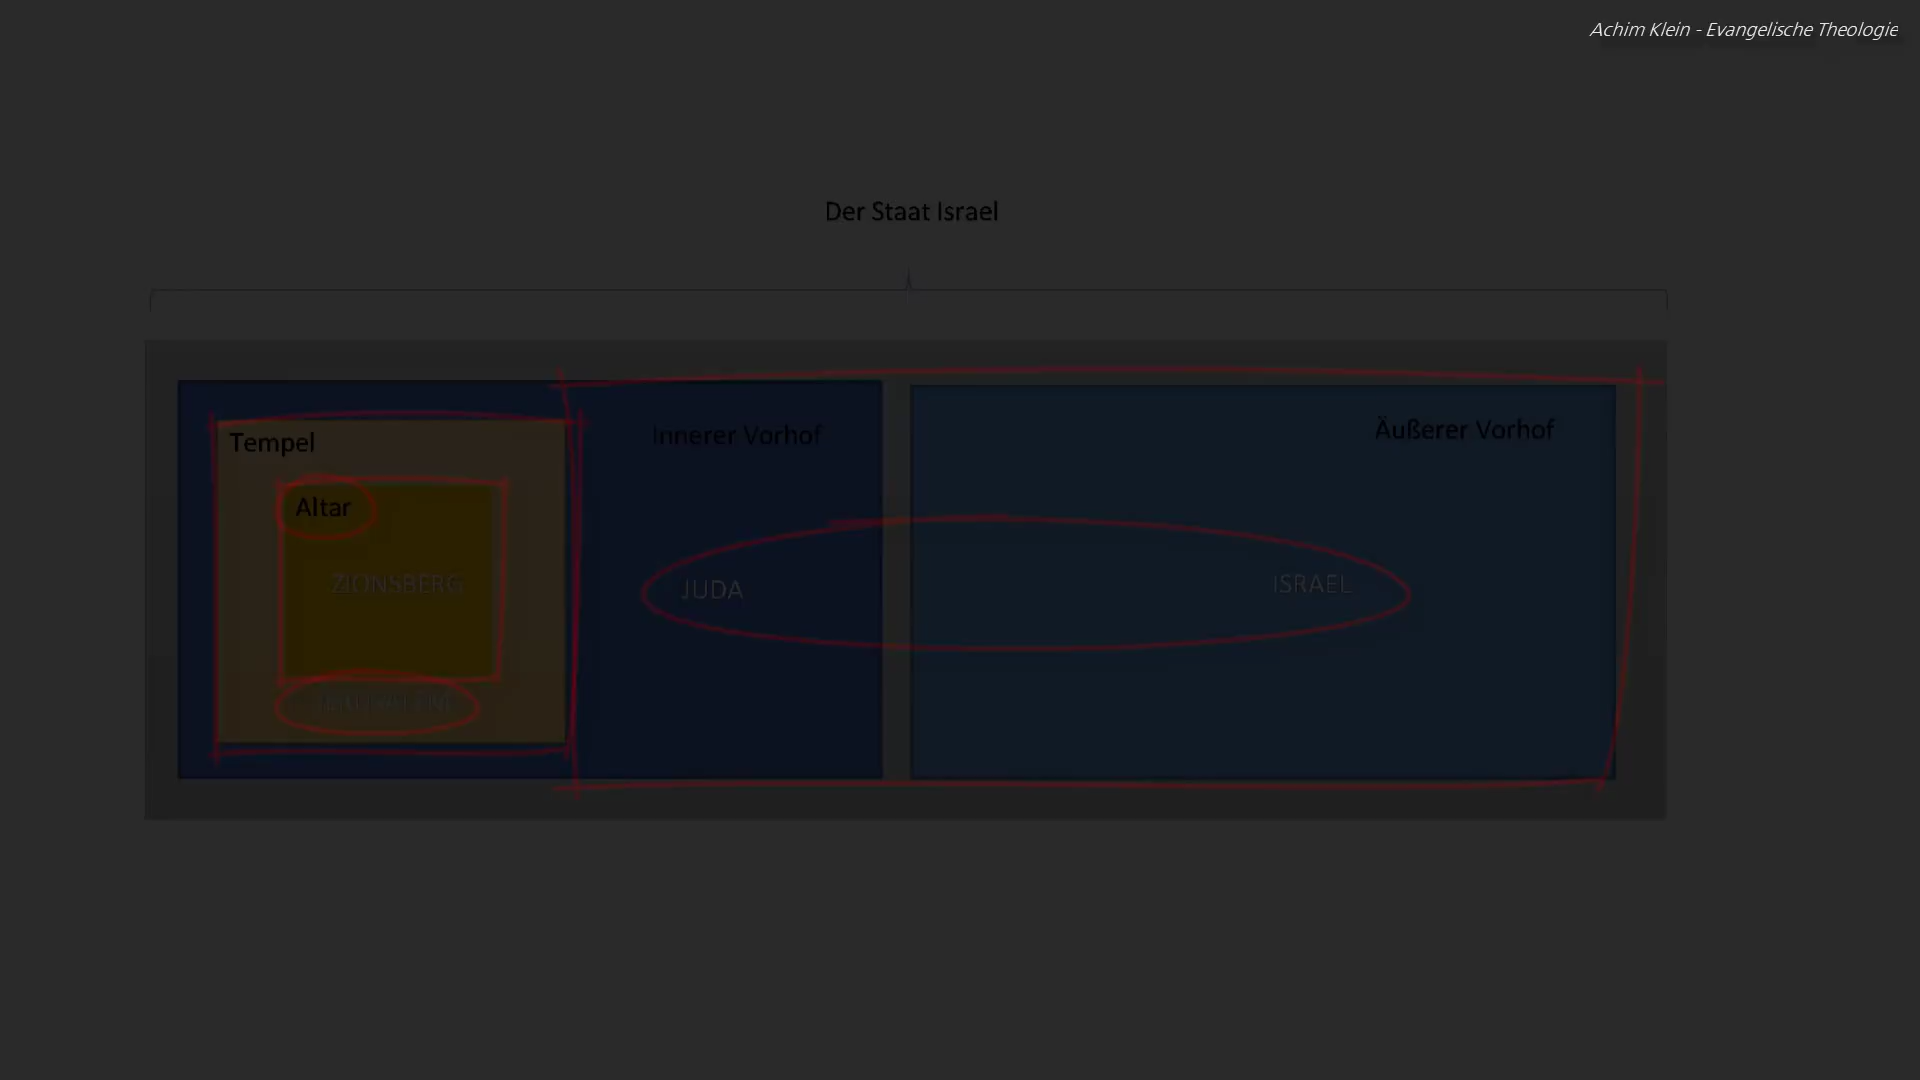 Achim Klein - Evangelische Theologie
Der Staat Israel
Tempel
Innerer Vorhof
Äußerer Vorhof
Altar
ZIONSBERG
JUDA
ISRAEL